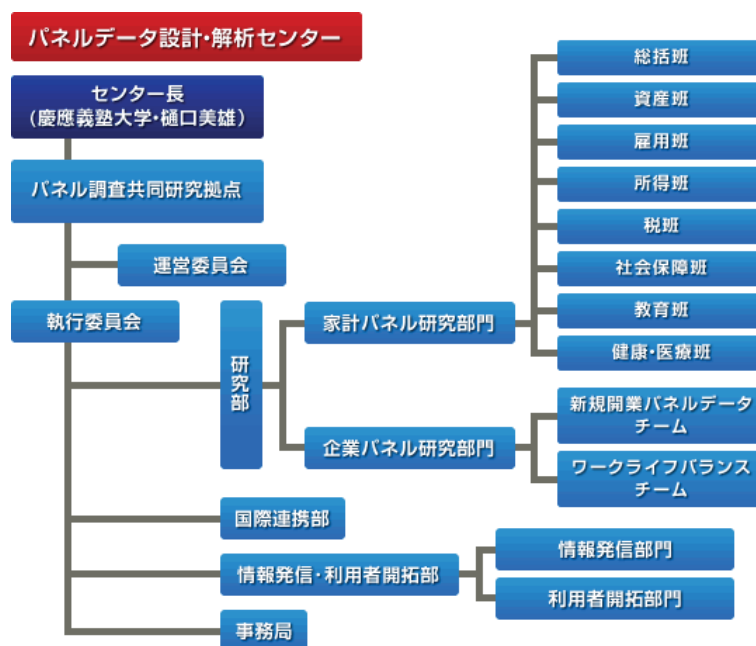 パネルデータ設計・解析センター
センター長
(慶應義塾大学・樋口美雄)
パネル調査共同研究拠点
運営委員会
執行委員会
研究部
家計パネル研究部門
総括班
資産班
雇用班
所得班
税班
社会保障班
教育班
健康・医療班
企業パネル研究部門
新規開業パネルデータ
チーム
ワークライフバランス
チーム
国際連携部
情報発信・利用者開拓部
情報発信部門
利用者開拓部門
事務局